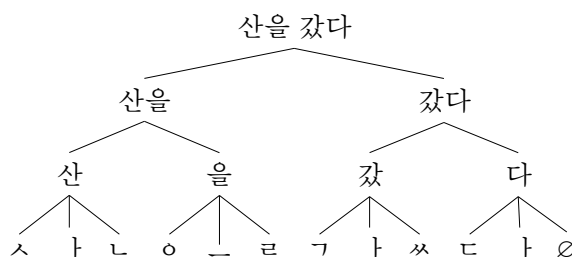 산을 갔다
산을 갔다
산 을 갔 다
ㅅ ㅏ ㄴ ㅇ ㅡ ㄹ ㄱ ㅏ ㅆ ㄷ ㅏ ∅